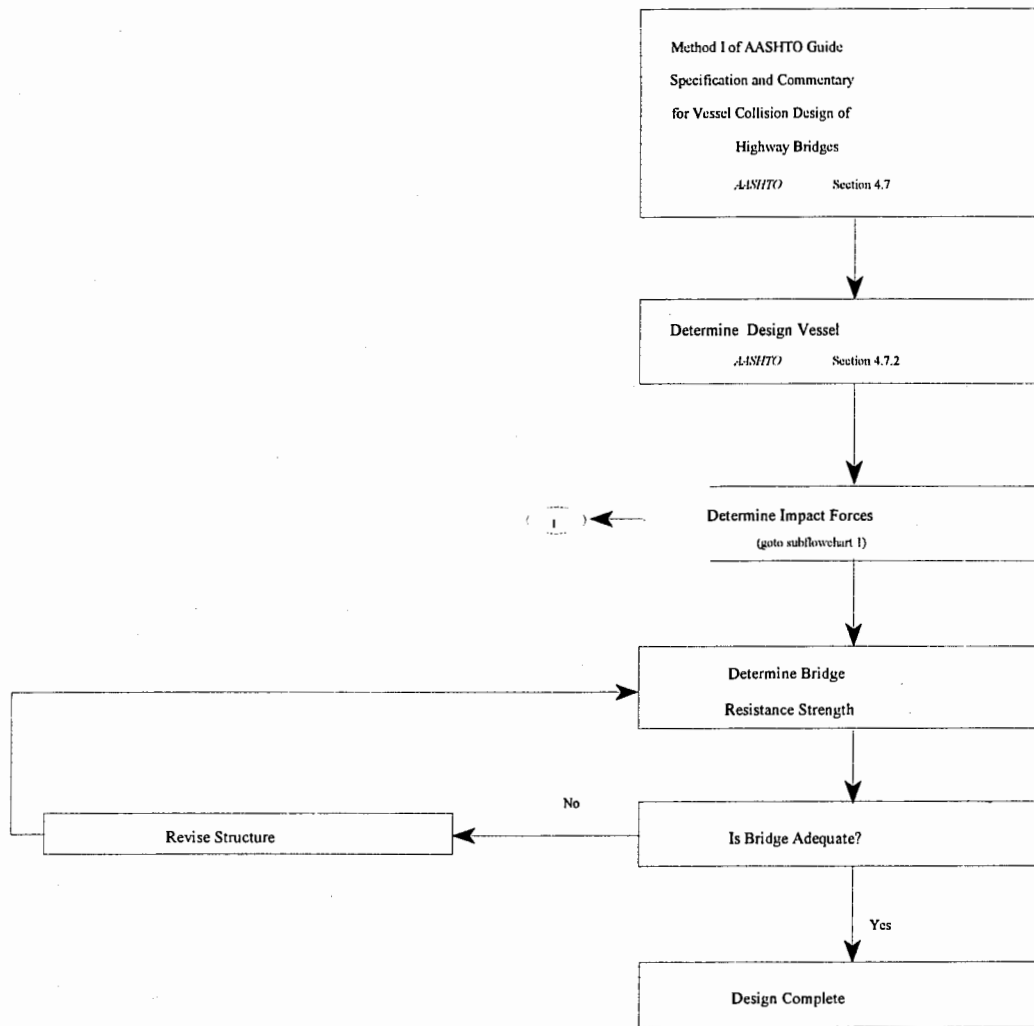 Method I of AASHTO Guide
Specification and Commentary
for Vessel Collision Design of
Highway Bridges
AASHTO Section 4.7
Determine Design Vessel
AASHTO Section 4.7.2
Determine Impact Forces
(goto subflowchart 1)
1
Determine Bridge
Resistance Strength
No
Revise Structure
Is Bridge Adequate?
Yes
Design Complete